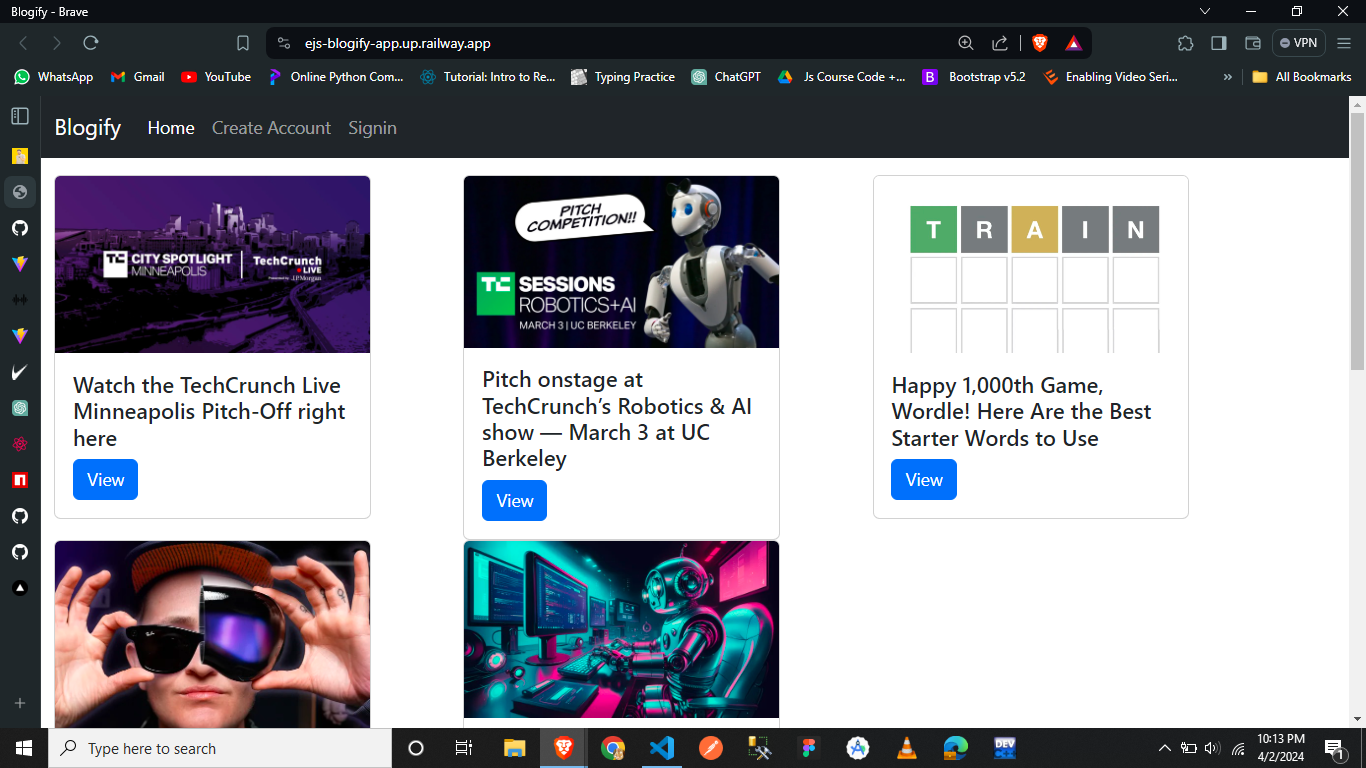 Blogify - Brave
ejs-blogify-app.up.railway.app
VPN
WhatsApp
Gmail
YouTube
Online Python Com...
Tutorial: Intro to Re...
Typing Practice
ChatGPT
Js Course Code +...
B
Bootstrap v5.2
Enabling Video Seri...
»
All Bookmarks
Blogify
Home
Create Account
Signin
TC CITY SPOTLIGHT
MINNEAPOLIS
TechCrunch
LIVE
Presented by J.P.Morgan
Watch the TechCrunch Live
Minneapolis Pitch-Off right
here
View
PITCH
COMPETITION!!
TC SESSIONS
ROBOTICS+AI
MARCH 3 | UC BERKELEY
Pitch onstage at
TechCrunch’s Robotics & AI
show — March 3 at UC
Berkeley
View
T R A I N
Happy 1,000th Game,
Wordle! Here Are the Best
Starter Words to Use
View
Type here to search
DEV
C++
10:13 PM
4/2/2024
1